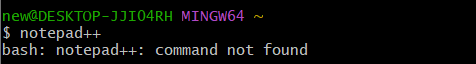 new@DESKTOP-JJIO4RH MINGW64 ~
$ notepad++
bash: notepad++: command not found